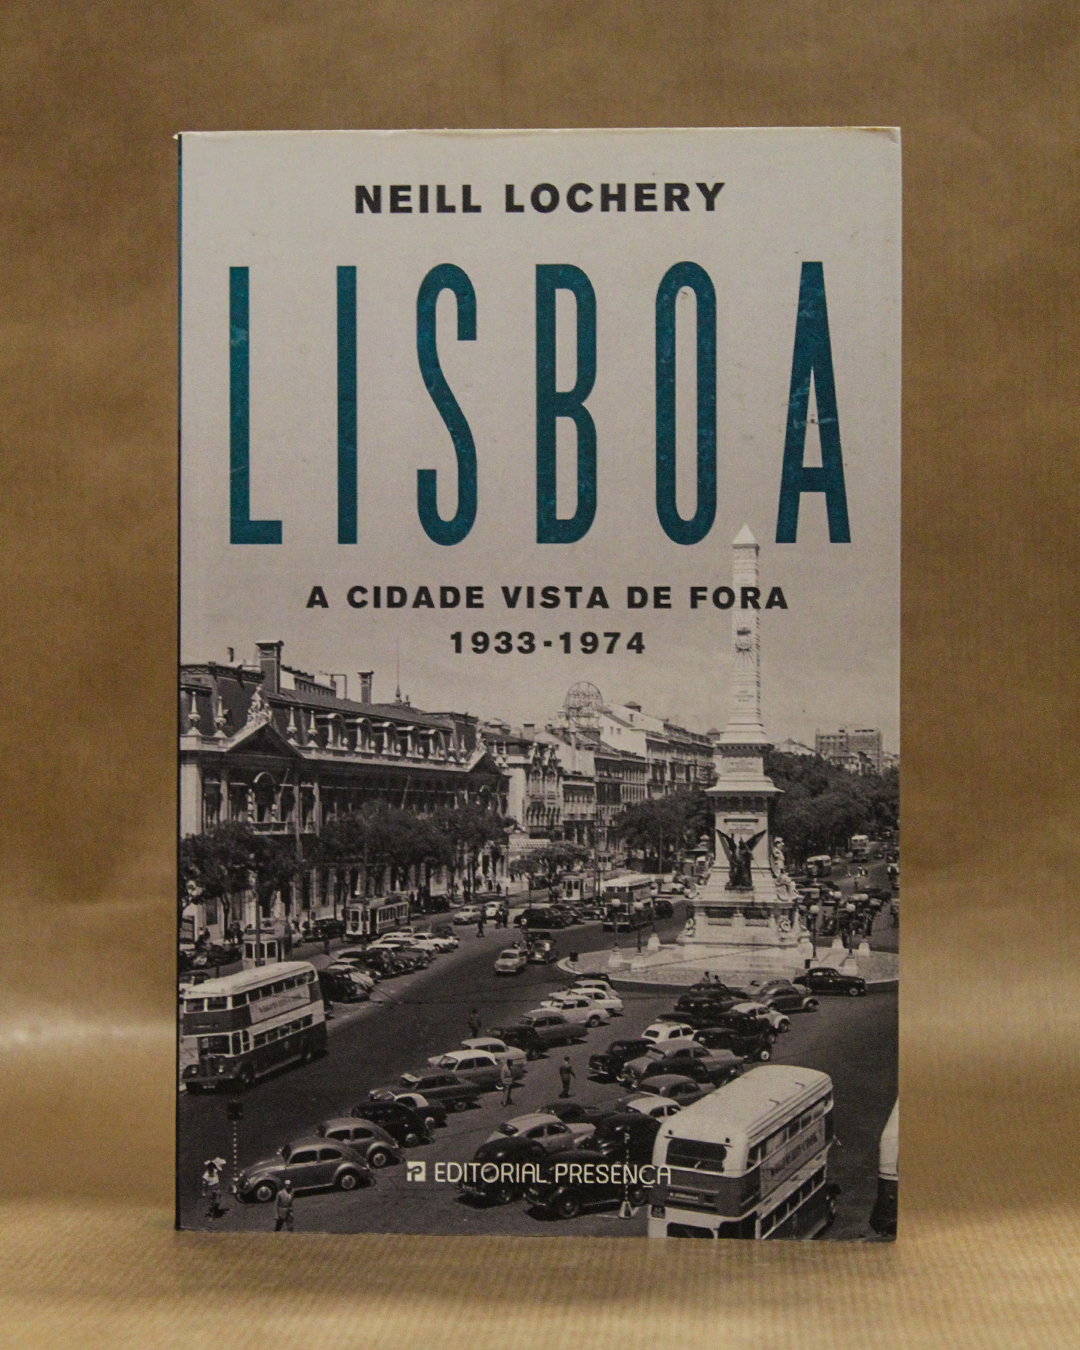 NEILL LOCHERY
LISBOA
A CIDADE VISTA DE FORA
1933-1974
EDITORIAL PRESENÇA